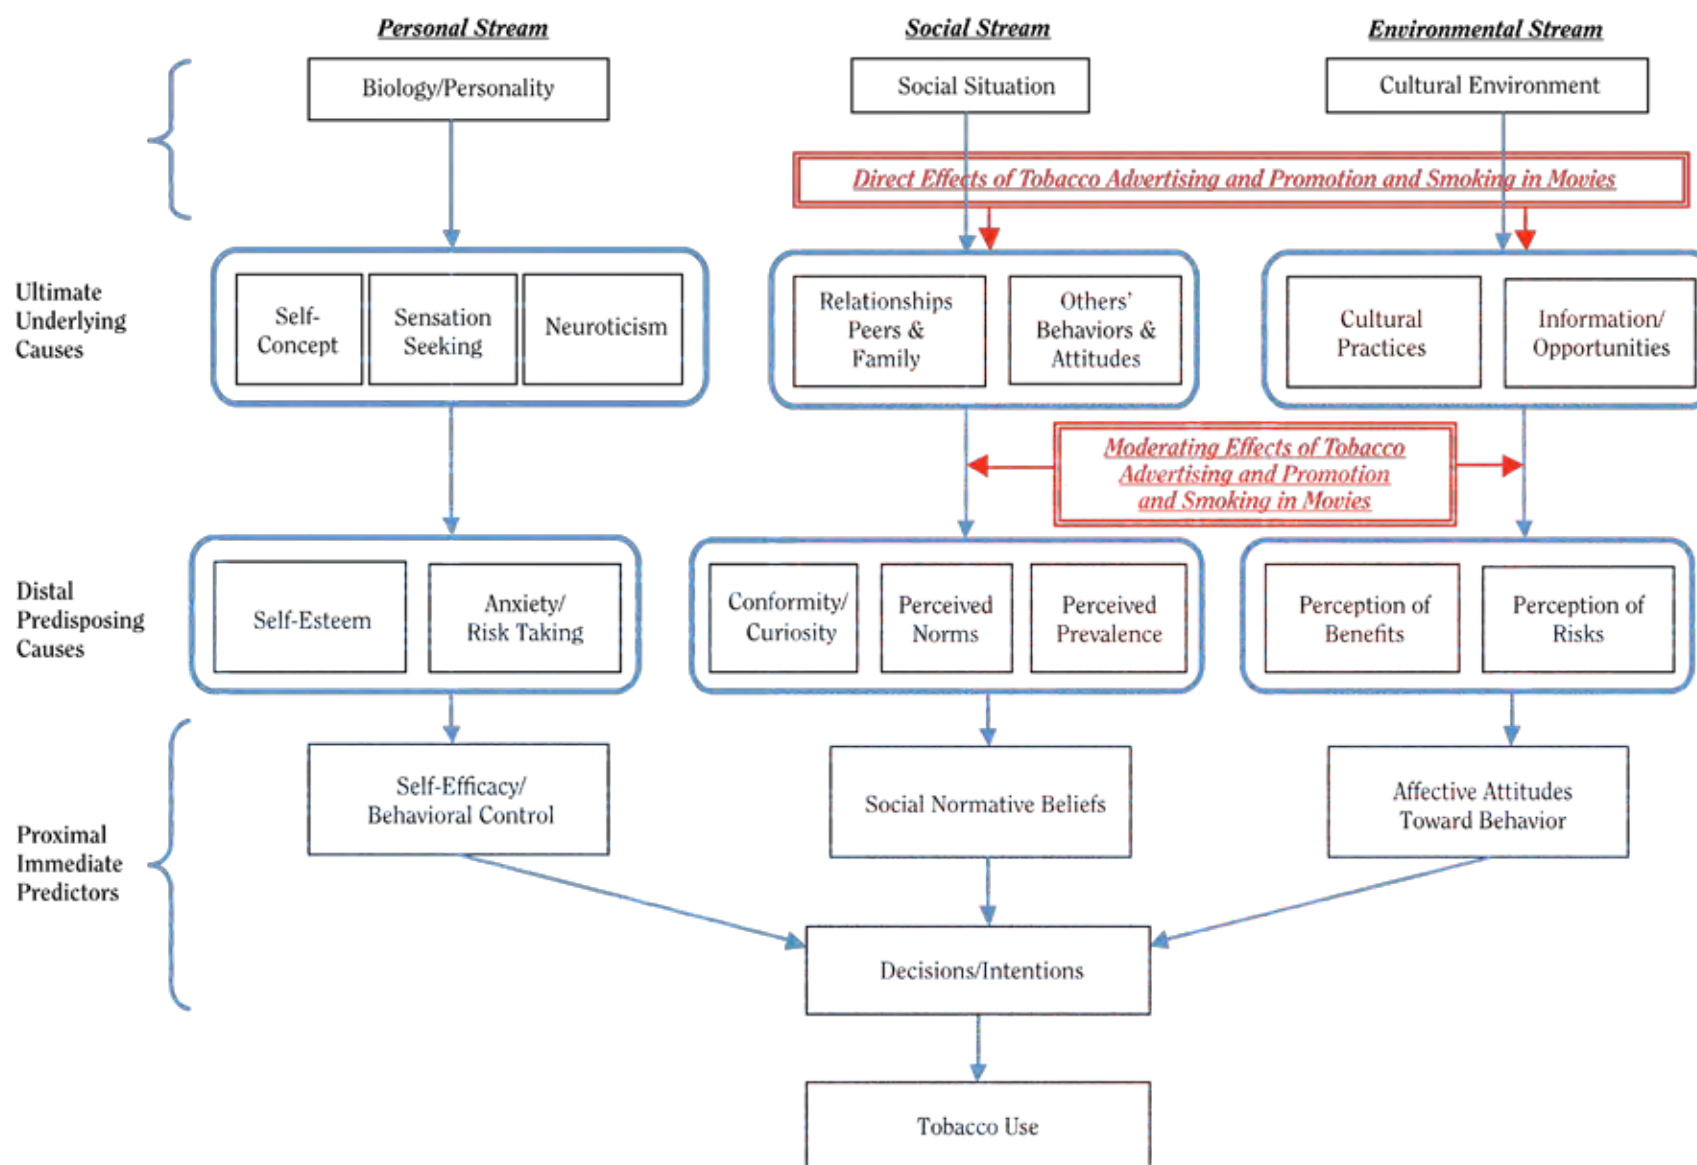 Personal Stream
Social Stream
Environmental Stream
Biology/Personality
Social Situation
Cultural Environment
Direct Effects of Tobacco Advertising and Promotion and Smoking in Movies
Ultimate
Underlying
Causes
Self-
Concept
Sensation
Seeking
Neuroticism
Relationships
Peers &
Family
Others'
Behaviors &
Attitudes
Cultural
Practices
Information/
Opportunities
Moderating Effects of Tobacco
Advertising and Promotion
and Smoking in Movies
Distal
Predisposing
Causes
Self-Esteem
Anxiety/
Risk Taking
Conformity/
Curiosity
Perceived
Norms
Perceived
Prevalence
Perception of
Benefits
Perception of
Risks
Proximal
Immediate
Predictors
Self-Efficacy/
Behavioral Control
Social Normative Beliefs
Affective Attitudes
Toward Behavior
Decisions/Intentions
Tobacco Use